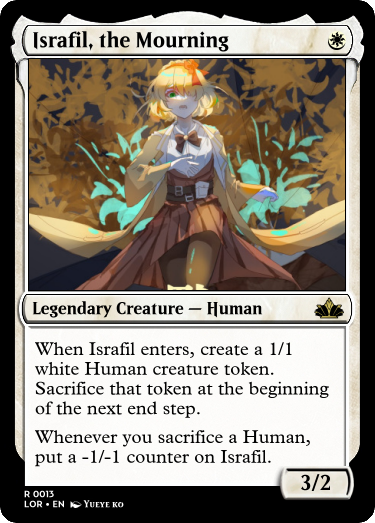 Israfil, the Mourning
Legendary Creature — Human
When Israfil enters, create a 1/1
white Human creature token.
Sacrifice that token at the beginning
of the next end step.
Whenever you sacrifice a Human,
put a -1/-1 counter on Israfil.
3/2
R 0013
LOR • EN Yueye ko